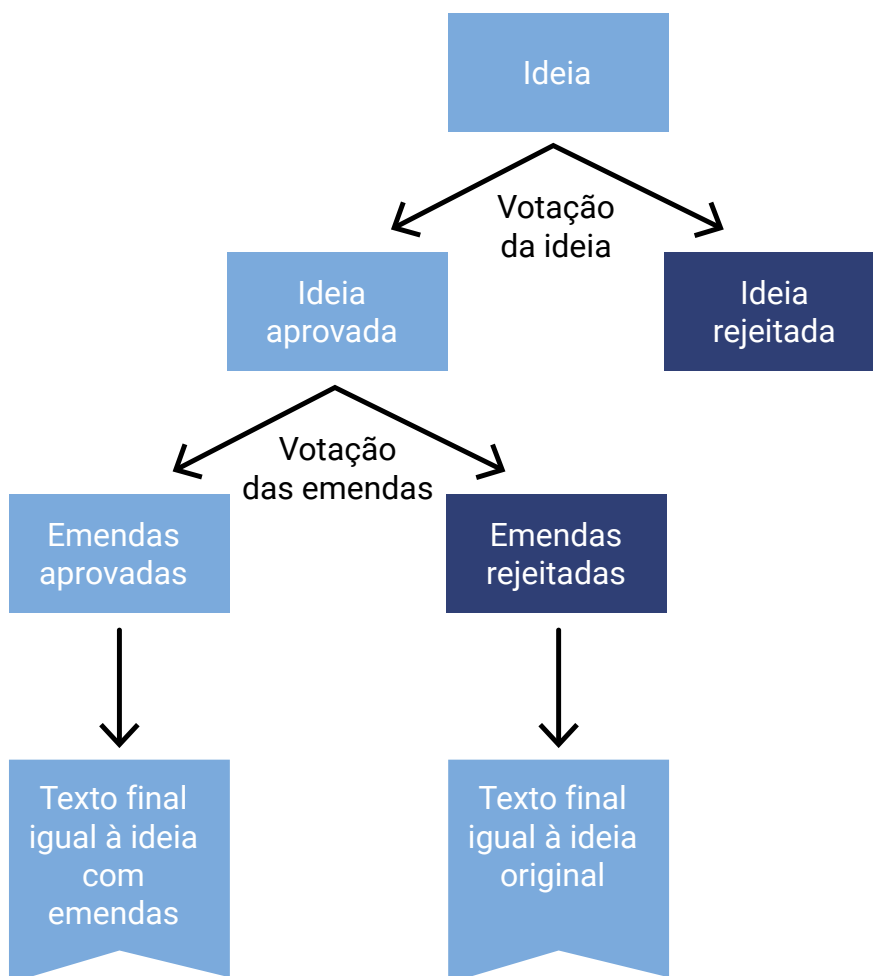 Ideia
Votação
da ideia
Ideia
aprovada
Ideia
rejeitada
Votação
das emendas
Emendas
aprovadas
Emendas
rejeitadas
Texto final
igual à ideia
com
emendas
Texto final
igual à ideia
original